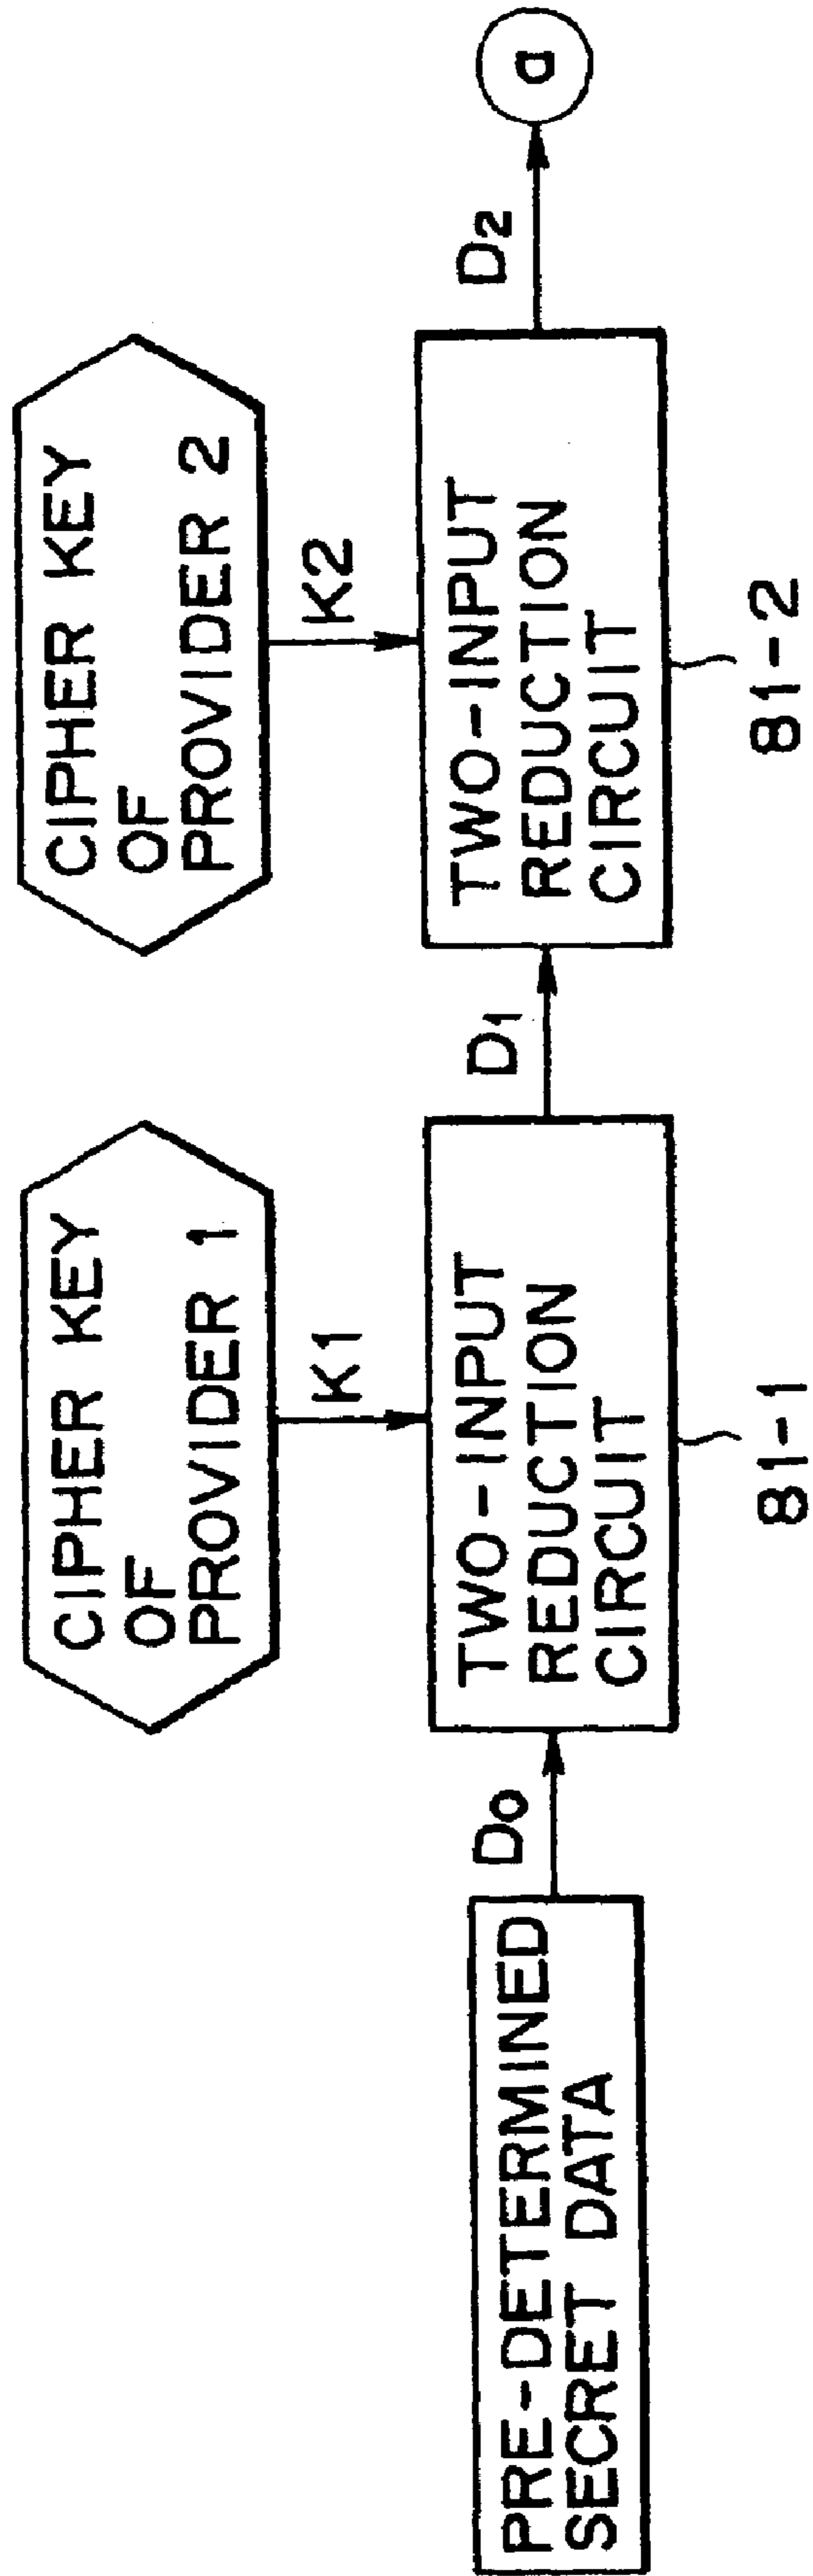 CIPHER KEY
OF
PROVIDER 1
CIPHER KEY
OF
PROVIDER 2
K1
K2
PRE-DETERMINED
SECRET DATA
D0
TWO-INPUT
REDUCTION
CIRCUIT
D1
TWO-INPUT
REDUCTION
CIRCUIT
D2
a
81-1
81-2